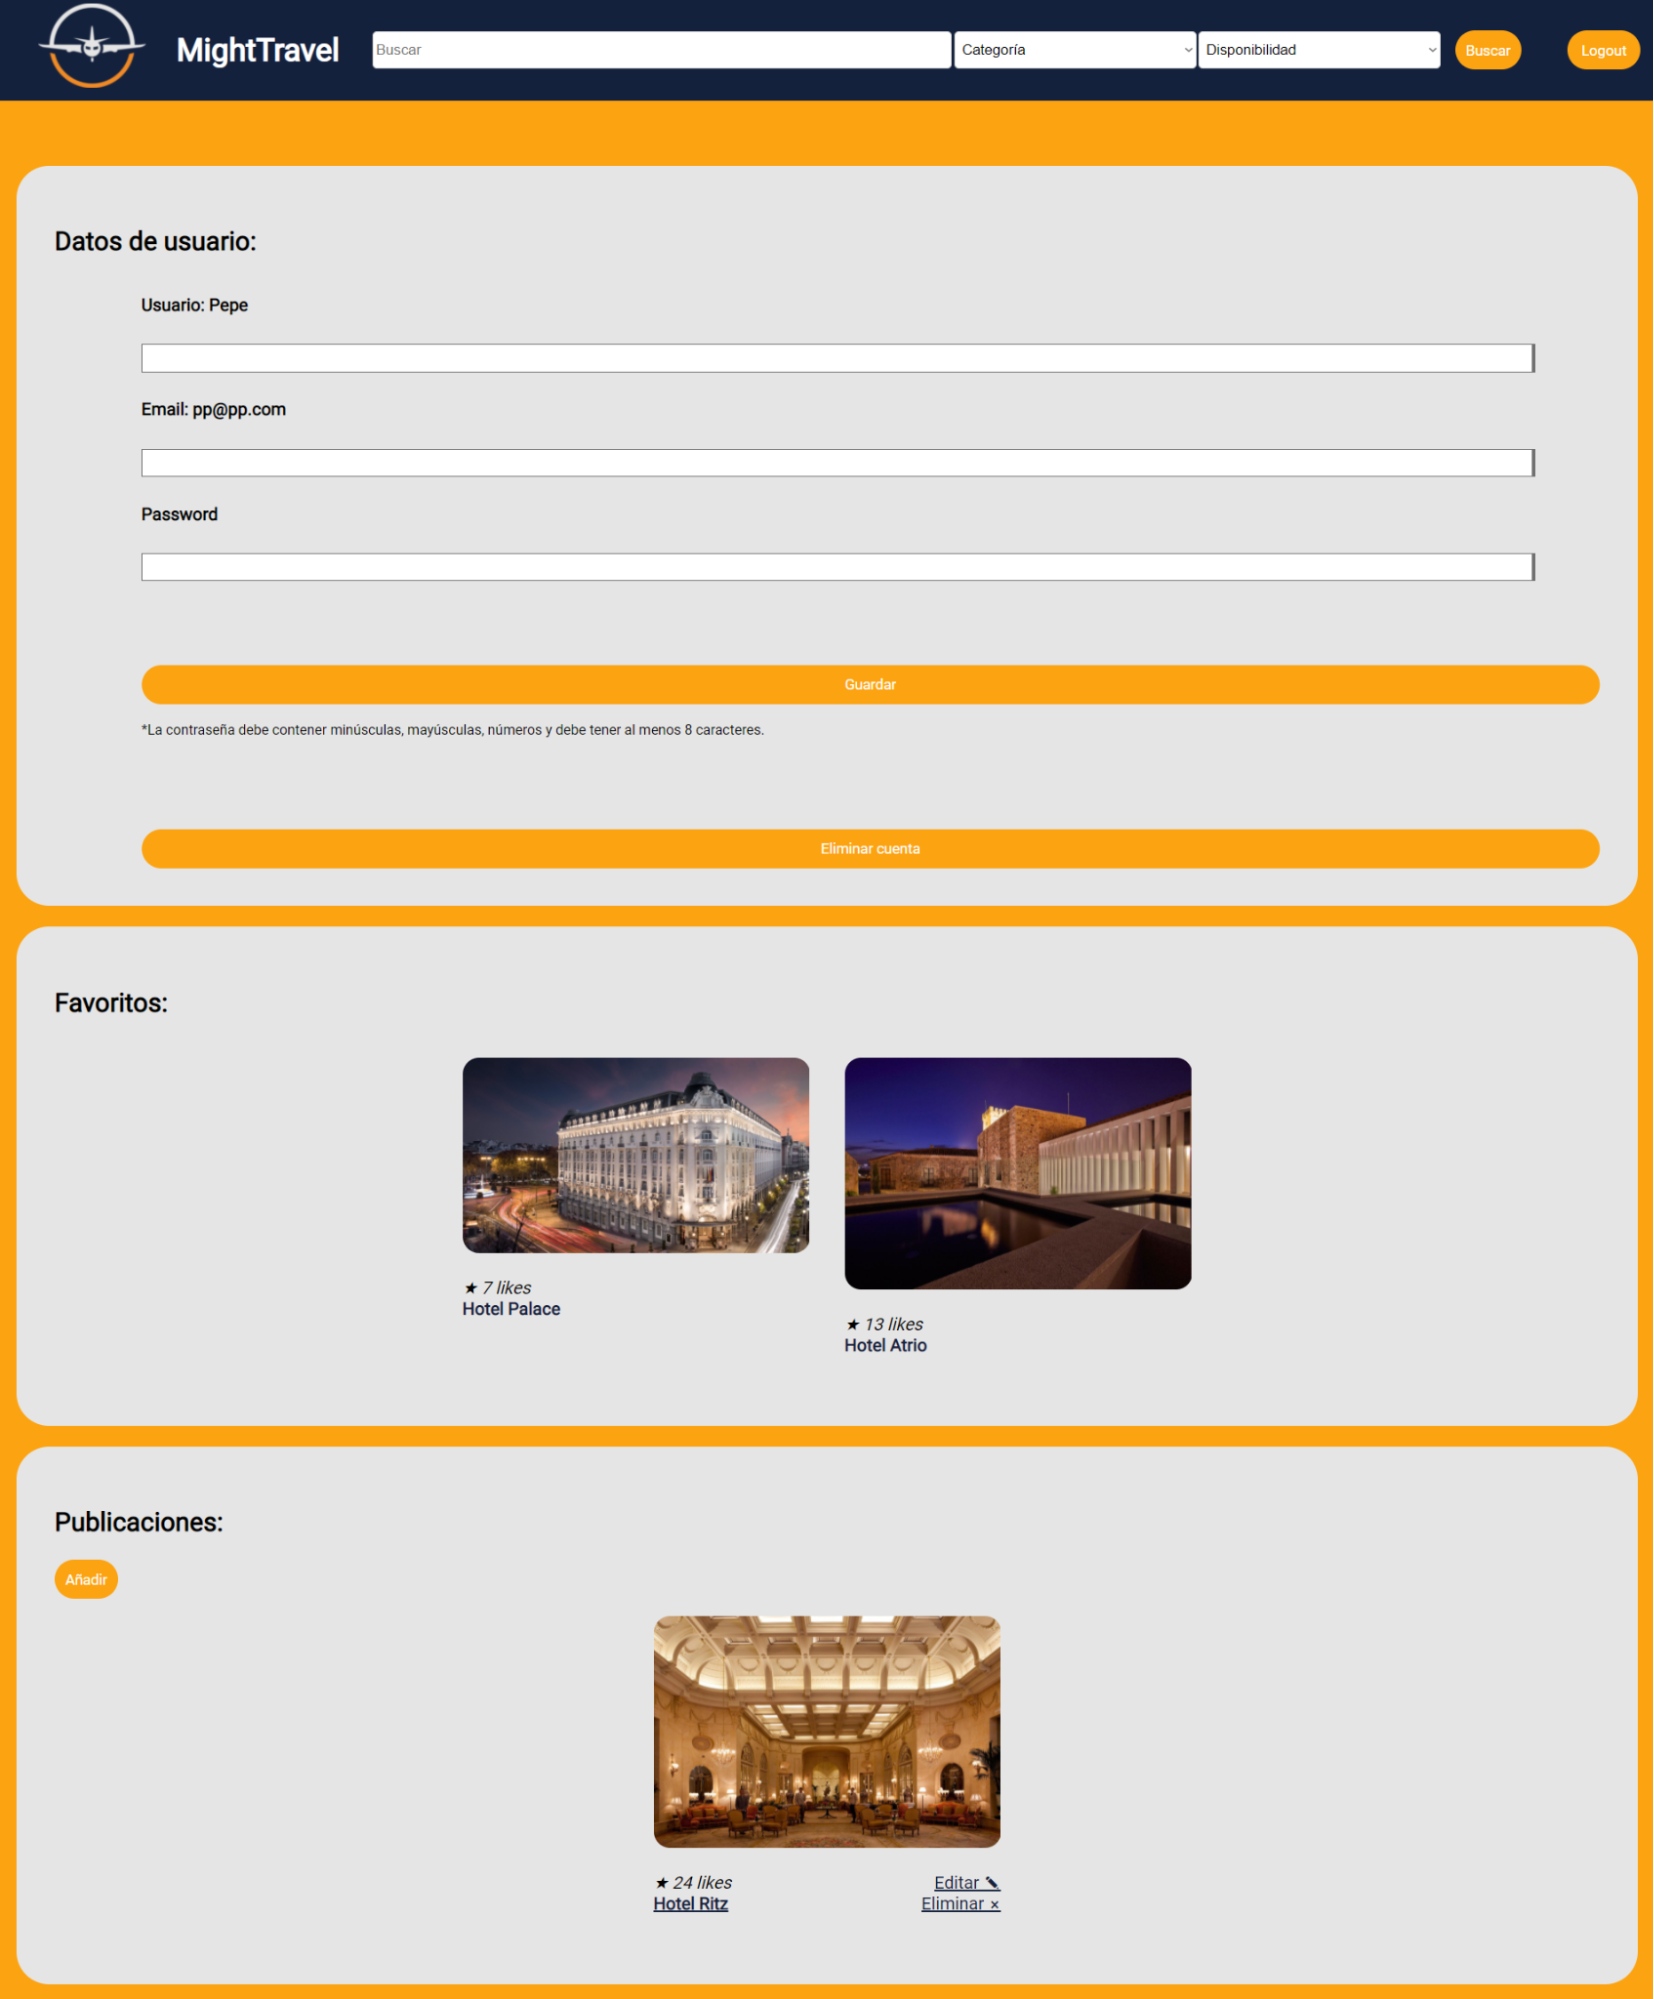 MightTravel
Buscar
Categoría
Disponibilidad
Buscar
Logout
Datos de usuario:
Usuario: Pepe
Email: pp@pp.com
Password
Guardar
*La contraseña debe contener minúsculas, mayúsculas, números y debe tener al menos 8 caracteres.
Eliminar cuenta
Favoritos:
★ 7 likes
Hotel Palace
★ 13 likes
Hotel Atrio
Publicaciones:
Añadir
★ 24 likes
Hotel Ritz
Editar ✎
Eliminar ×